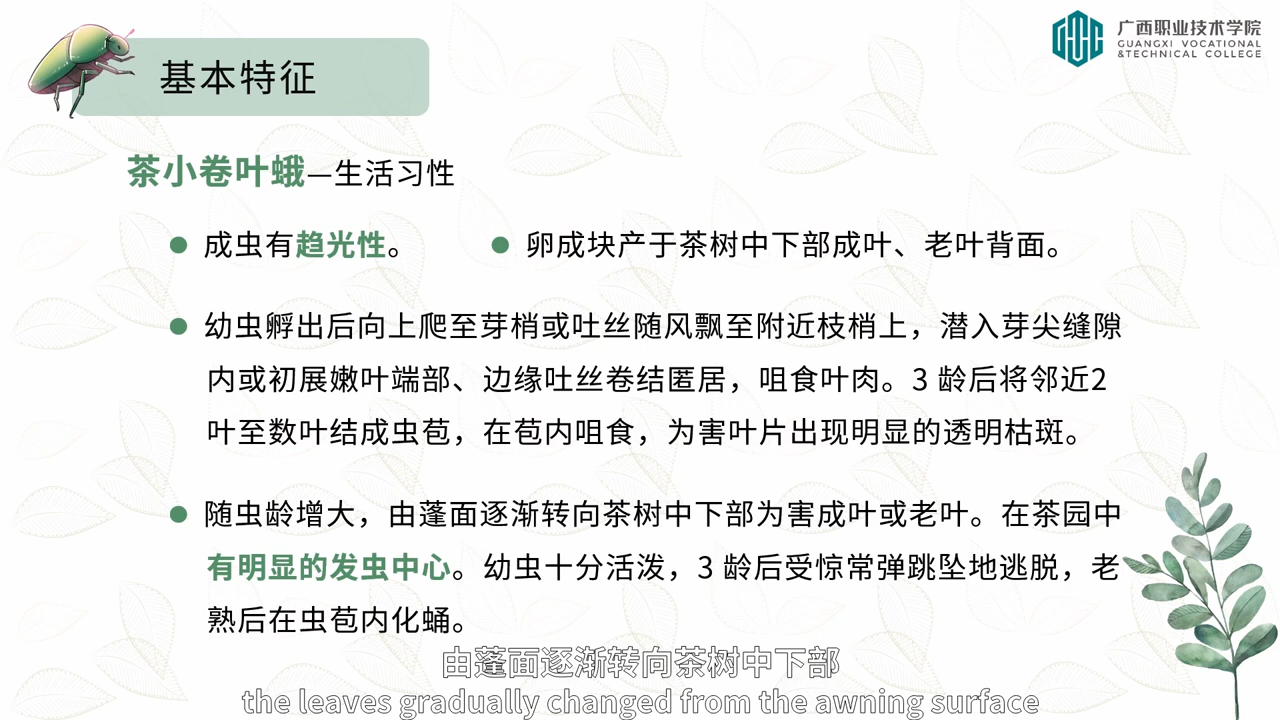 基本特征
广西职业技术学院
GUANGXI VOCATIONAL
&TECHNICAL COLLEGE
茶小卷叶蛾—生活习性
成虫有趋光性。
卵成块产于茶树中下部成叶、老叶背面。
幼虫孵出后向上爬至芽梢或吐丝随风飘至附近枝梢上，潜入芽尖缝隙
内或初展嫩叶端部、边缘吐丝卷结匿居，咀食叶肉。3 龄后将邻近2
叶至数叶结成虫苞，在苞内咀食，为害叶片出现明显的透明枯斑。
随虫龄增大，由蓬面逐渐转向茶树中下部为害成叶或老叶。在茶园中
有明显的发虫中心。幼虫十分活泼，3 龄后受惊常弹跳坠地逃脱，老
熟后在虫苞内化蛹。
由蓬面逐渐转向茶树中下部
the leaves gradually changed from the awning surface